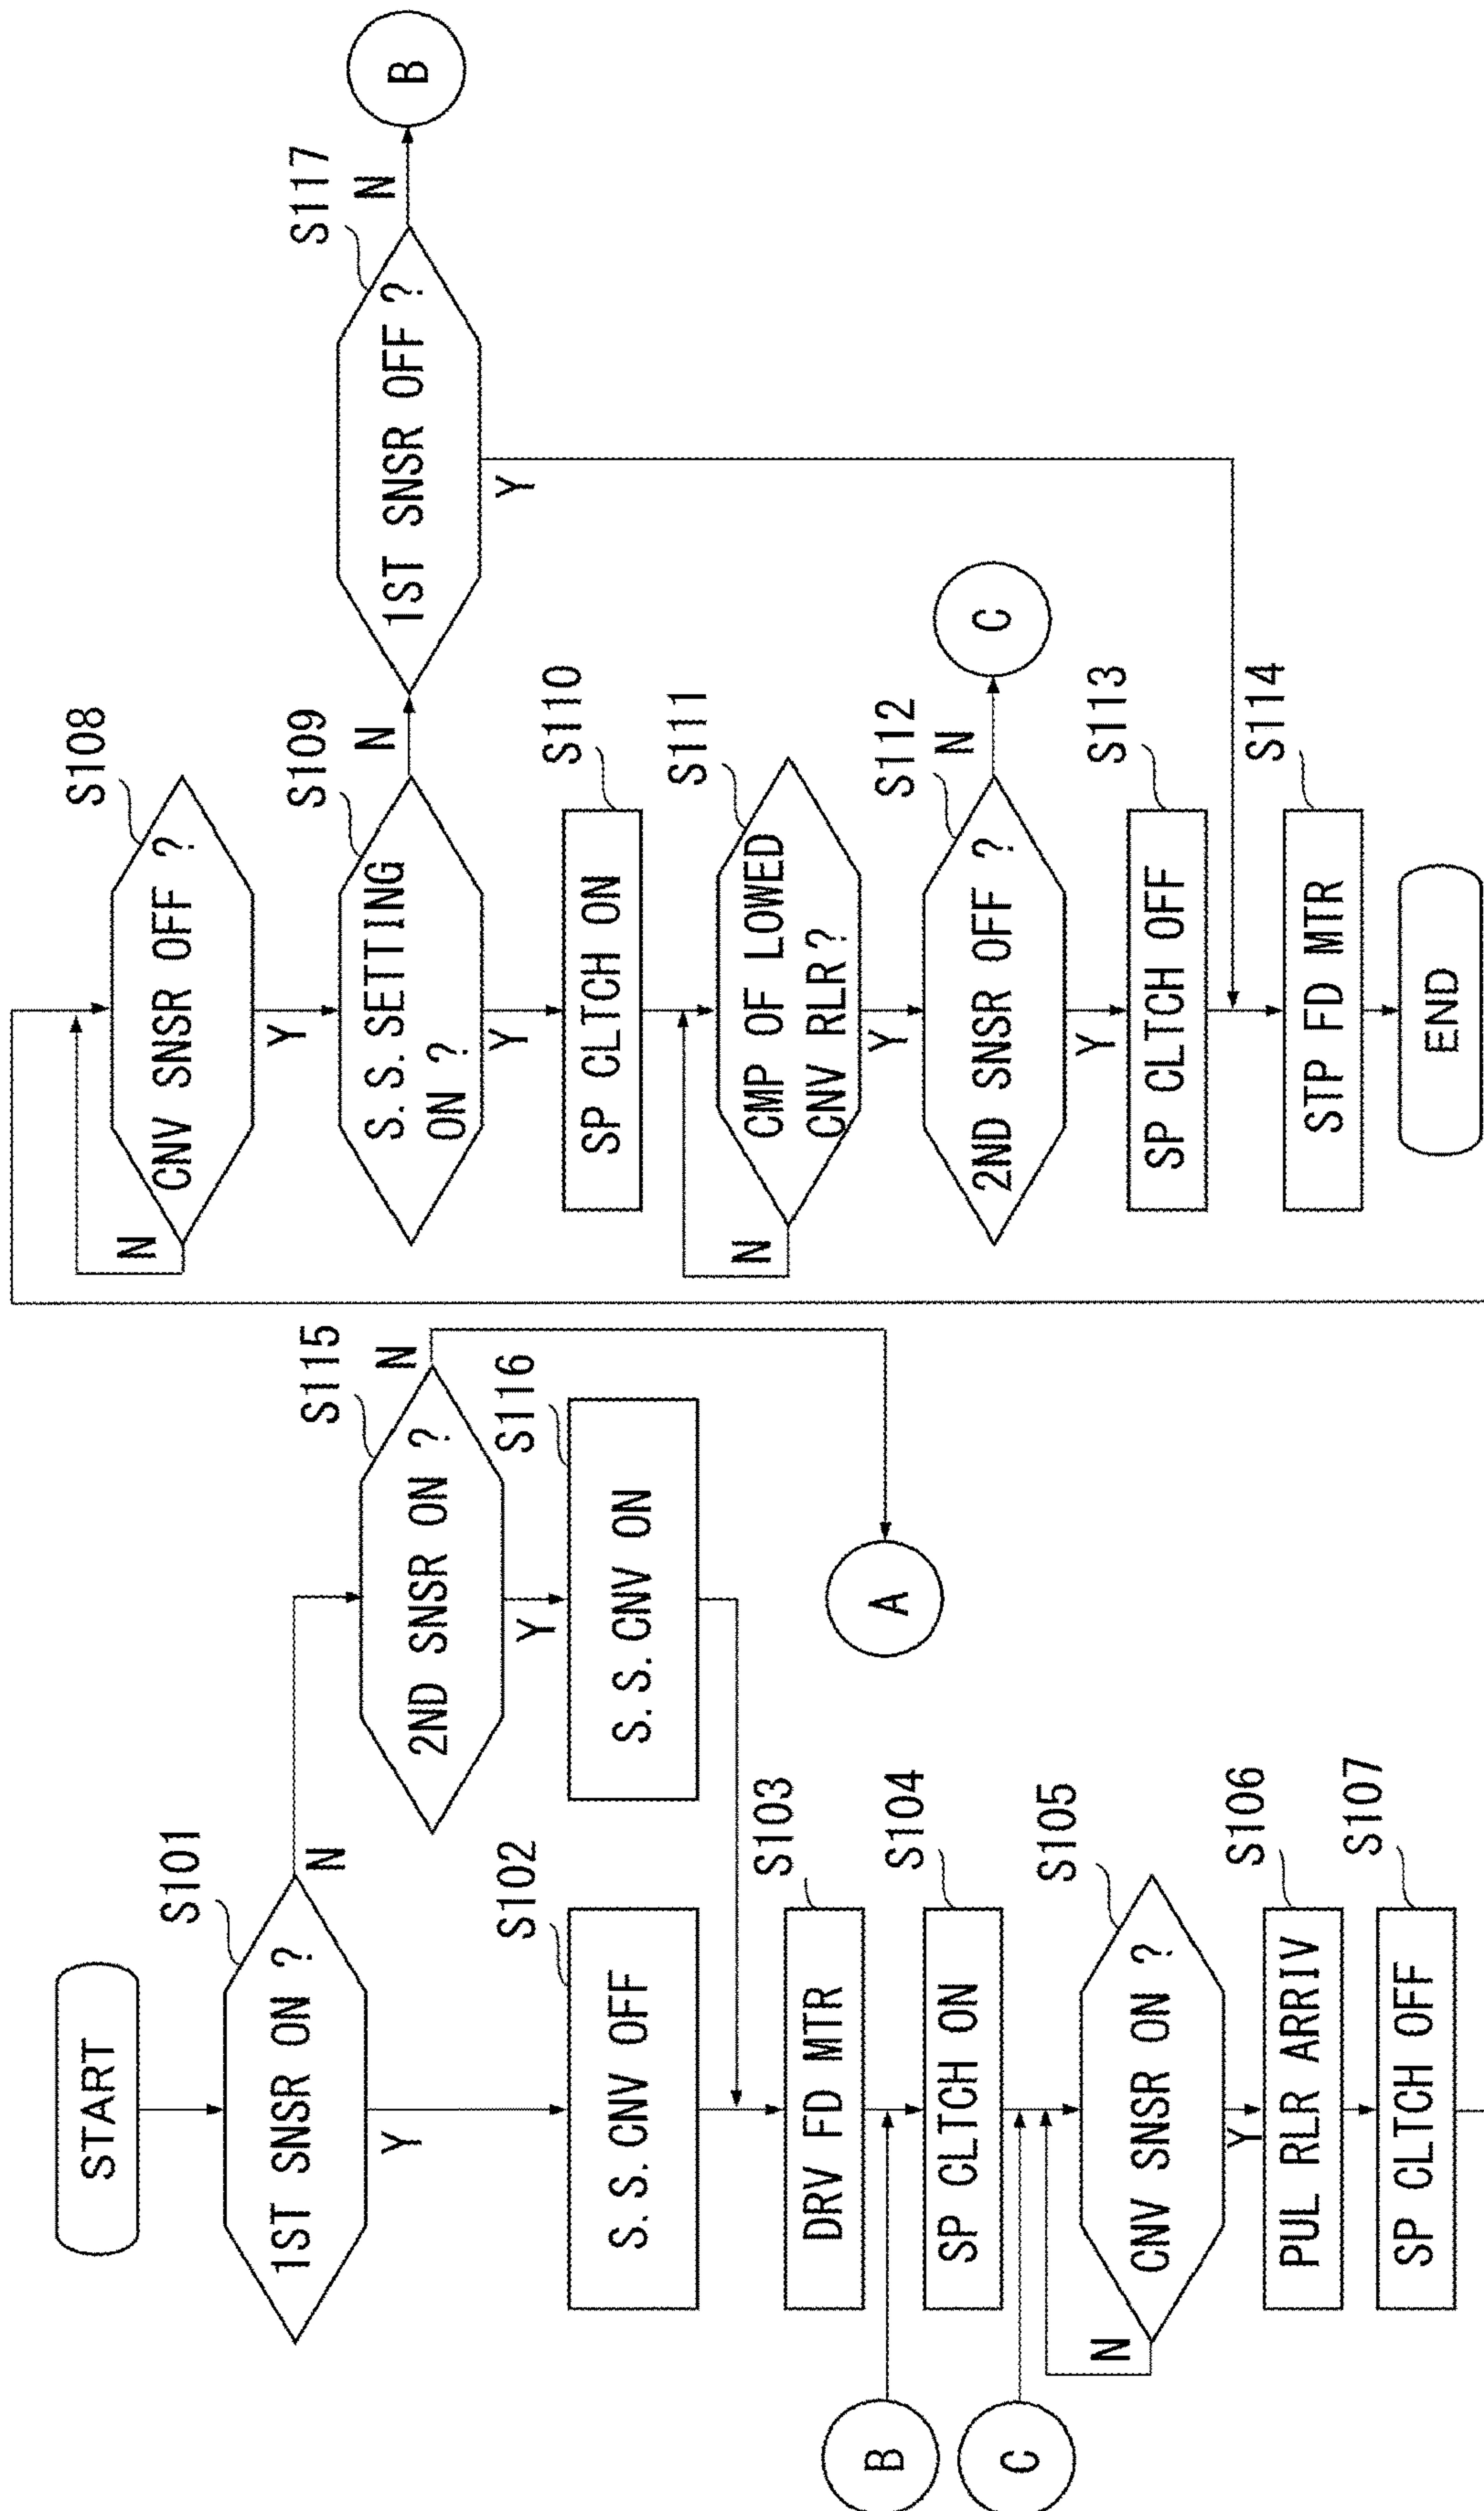 START
S101
1ST SNSR ON ?
N
Y
S115
2ND SNSR ON ?
N
Y
S116
S.S.CNV ON
A
S102
S.S.CNV OFF
S103
DRV FD MTR
B
S104
SP CLTCH ON
C
S105
CNV SNSR ON ?
N
Y
S106
PUL RLR ARRIV
S107
SP CLTCH OFF
S108
CNV SNSR OFF ?
N
Y
S109
S.S.SETTING
ON ?
N
Y
S117
1ST SNSR OFF ?
N
B
Y
S110
SP CLTCH ON
S111
CMP OF LOWED
CNV RLR?
N
Y
S112
2ND SNSR OFF ?
N
C
Y
S113
SP CLTCH OFF
S114
STP FD MTR
END